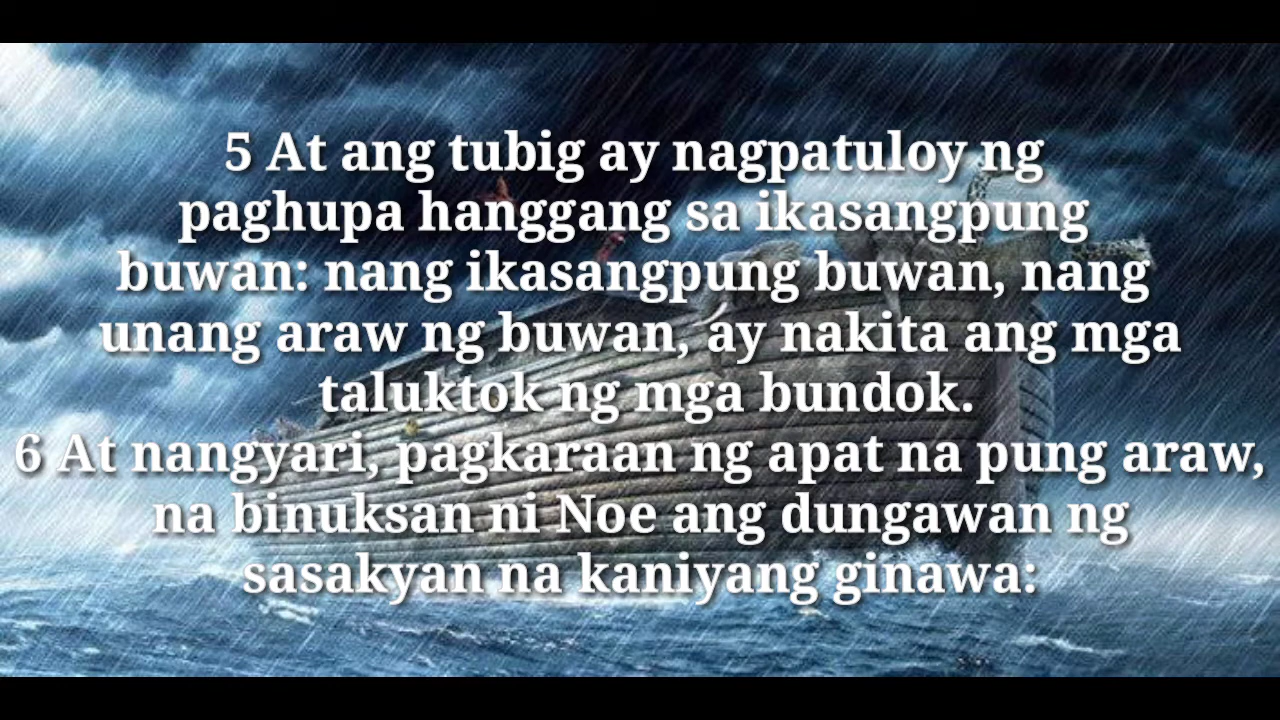 5 At ang tubig ay nagpatuloy ng
paghupa hanggang sa ikasangpung
buwan: nang ikasangpung buwan, nang
unang araw ng buwan, ay nakita ang mga
taluktok ng mga bundok.
6 At nangyari, pagkaraan ng apat na pung araw,
na binuksan ni Noe ang dungawan ng
sasakyan na kaniyang ginawa: